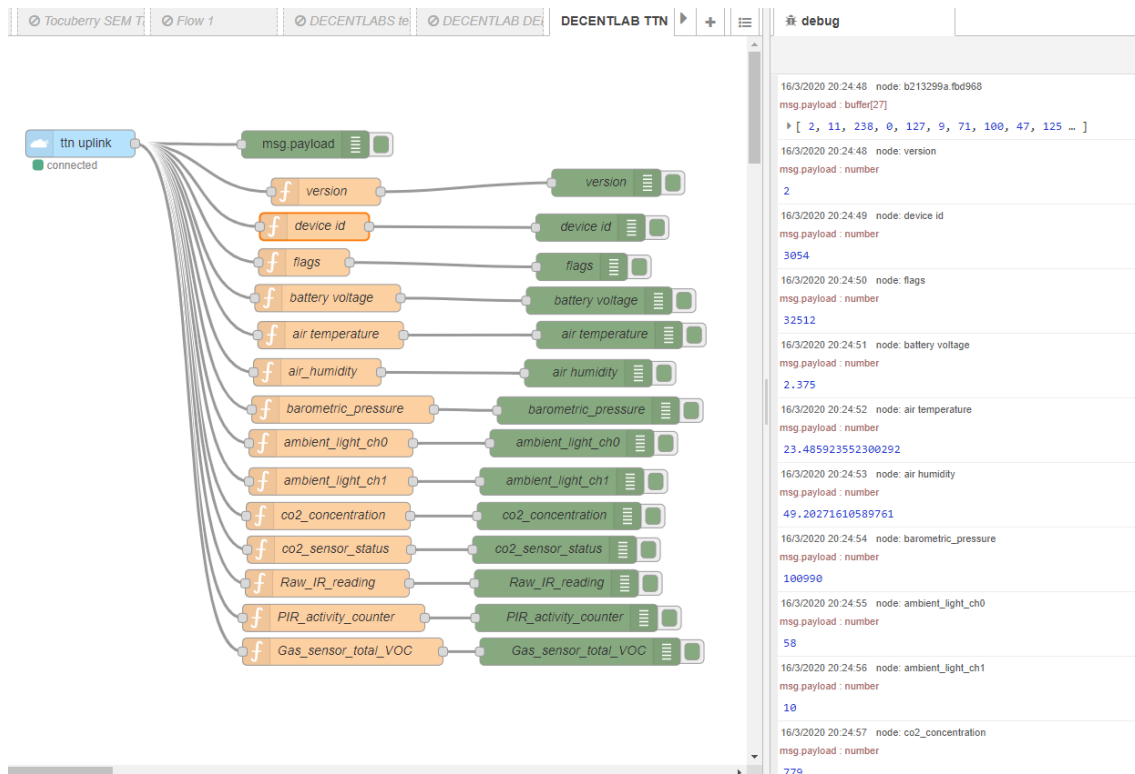 Tocuberry SEM T
Flow 1
DECENTLABS te
DECENTLAB DE
DECENTLAB TTN
debug
ttn uplink
connected
msg.payload
version
version
device id
device id
flags
flags
battery voltage
battery voltage
air temperature
air temperature
air_humidity
air humidity
barometric_pressure
barometric_pressure
ambient_light_ch0
ambient_light_ch0
ambient_light_ch1
ambient_light_ch1
co2_concentration
co2_concentration
co2_sensor_status
co2_sensor_status
Raw_IR_reading
Raw_IR_reading
PIR_activity_counter
PIR_activity_counter
Gas_sensor_total_VOC
Gas_sensor_total_VOC
16/3/2020 20:24:48 node: b213299a.fbd968
msg.payload : buffer[27]
[ 2, 11, 238, 0, 127, 9, 71, 100, 47, 125 … ]
16/3/2020 20:24:48 node: version
msg.payload : number
2
16/3/2020 20:24:49 node: device id
msg.payload : number
3054
16/3/2020 20:24:50 node: flags
msg.payload : number
32512
16/3/2020 20:24:51 node: battery voltage
msg.payload : number
2.375
16/3/2020 20:24:52 node: air temperature
msg.payload : number
23.485923552300292
16/3/2020 20:24:53 node: air humidity
msg.payload : number
49.20271610589761
16/3/2020 20:24:54 node: barometric_pressure
msg.payload : number
100990
16/3/2020 20:24:55 node: ambient_light_ch0
msg.payload : number
58
16/3/2020 20:24:56 node: ambient_light_ch1
msg.payload : number
10
16/3/2020 20:24:57 node: co2_concentration
msg.payload : number
779